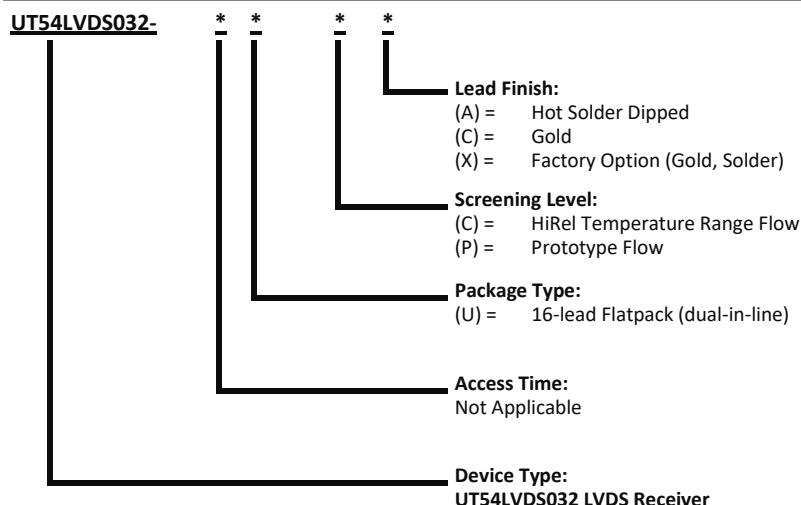 UT54LVDS032- * * * *
Lead Finish:
(A) = Hot Solder Dipped
(C) = Gold
(X) = Factory Option (Gold, Solder)
Screening Level:
(C) = HiRel Temperature Range Flow
(P) = Prototype Flow
Package Type:
(U) = 16-lead Flatpack (dual-in-line)
Access Time:
Not Applicable
Device Type:
UT54LVDS032 LVDS Receiver